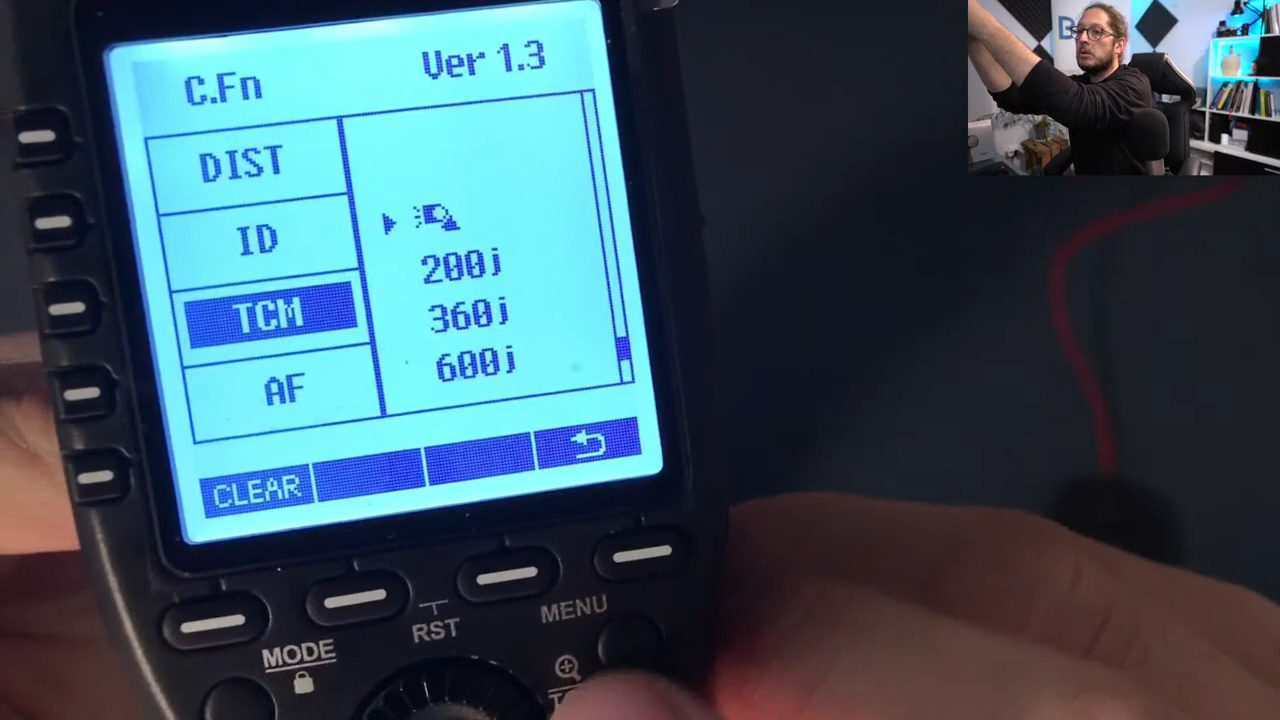 C.Fn Ver 1.3
DIST
ID
TCM
AF
200j
360j
600j
CLEAR
RST
MENU
MODE